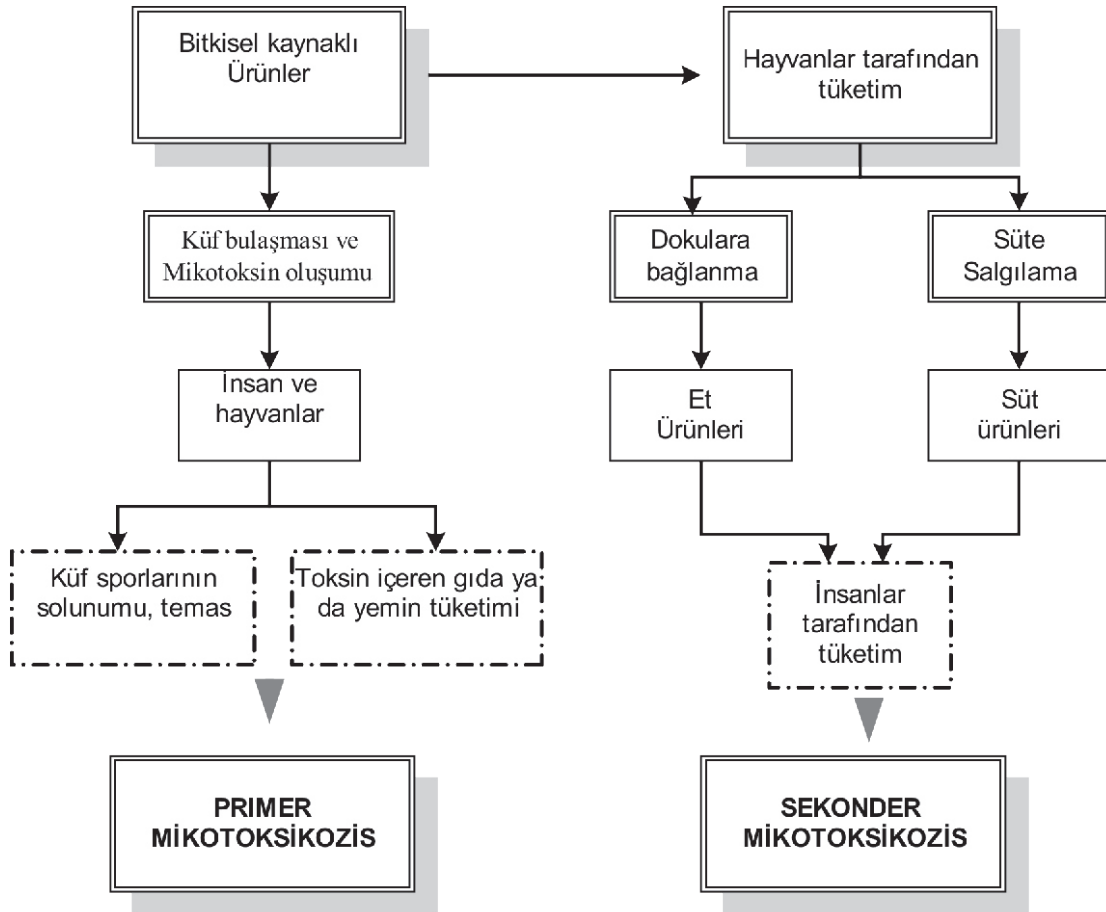 Bitkisel kaynaklı
Ürünler
Hayvanlar tarafından
tüketim
Küf bulaşması ve
Mikotoksin oluşumu
Dokulara
bağlanma
Süte
Salgılama
İnsan ve
hayvanlar
Et
Ürünleri
Süt
ürünleri
Küf sporlarının
solunumu, temas
Toksin içeren gıda ya
da yemin tüketimi
İnsanlar
tarafından
tüketim
PRIMER
MİKOTOKSİKOZİS
SEKONDER
MİKOTOKSİKOZİS